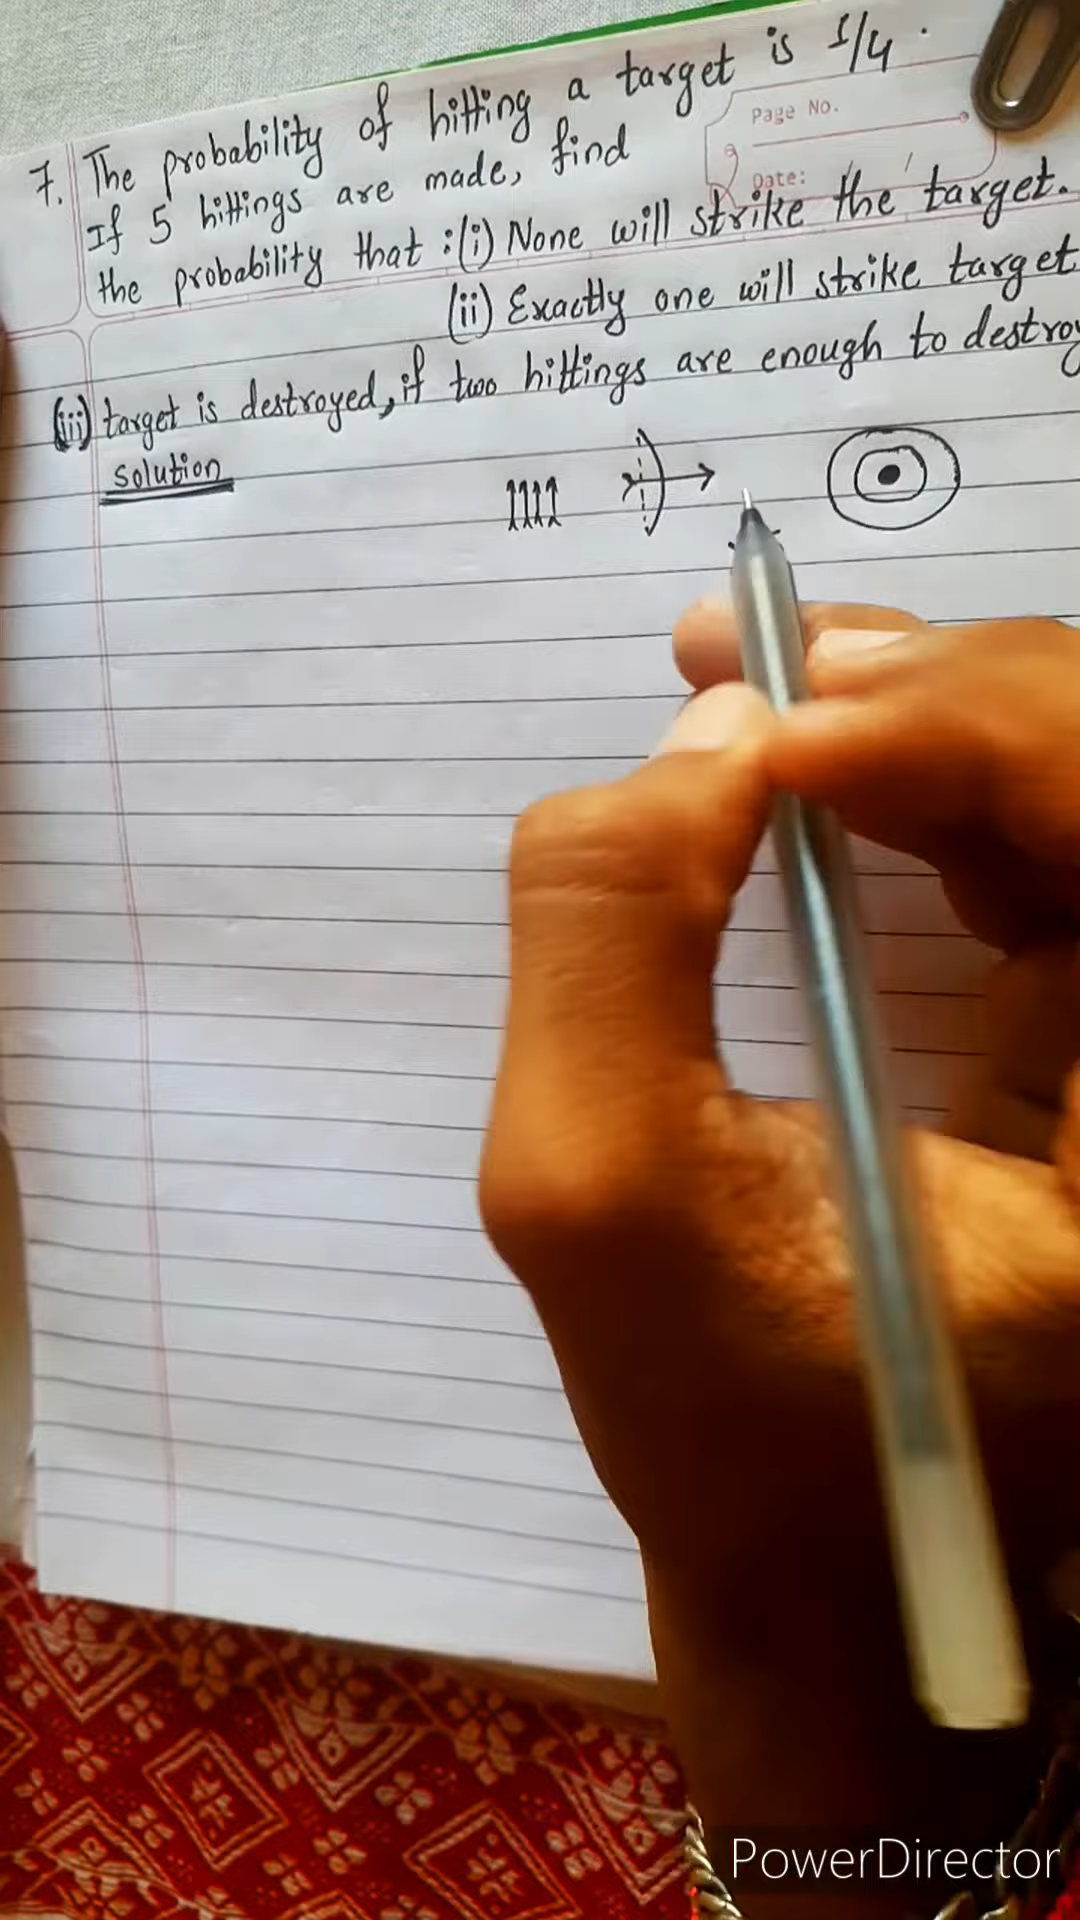 7. The probability of hitting a target is 1/4.
If 5 hittings are made, find
Page No.
Date:
the probability that : (i) None will strike the target.
(ii) Exactly one will strike target
(iii) target is destroyed, if two hittings are enough to destroy
solution
PowerDirector